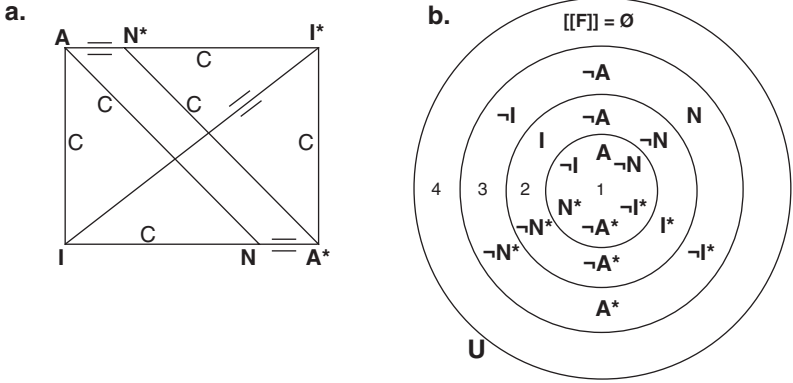 a.
A N* I*
C
C C
C C
C
I N A*
b.
[[F]] = Ø
¬A
¬I N
¬A
I ¬N
A
¬I ¬N
4 3 2 1
N* ¬I*
¬N* ¬A* I*
¬N* ¬A* ¬I*
A*
U